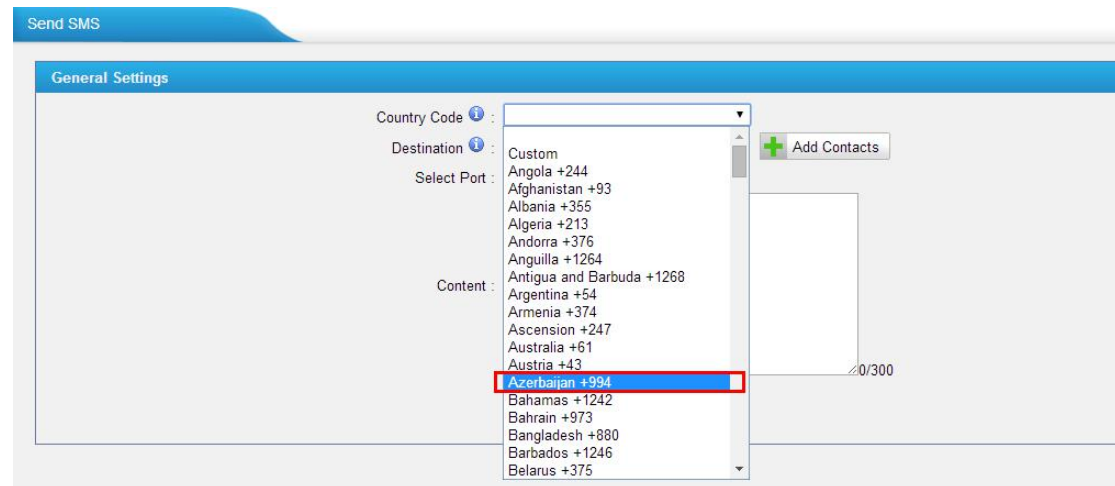 Send SMS
General Settings
Country Code :
Destination :
Add Contacts
Select Port :
Content :
0/300
Custom
Angola +244
Afghanistan +93
Albania +355
Algeria +213
Andorra +376
Anguilla +1264
Antigua and Barbuda +1268
Argentina +54
Armenia +374
Ascension +247
Australia +61
Austria +43
Azerbaijan +994
Bahamas +1242
Bahrain +973
Bangladesh +880
Barbados +1246
Belarus +375